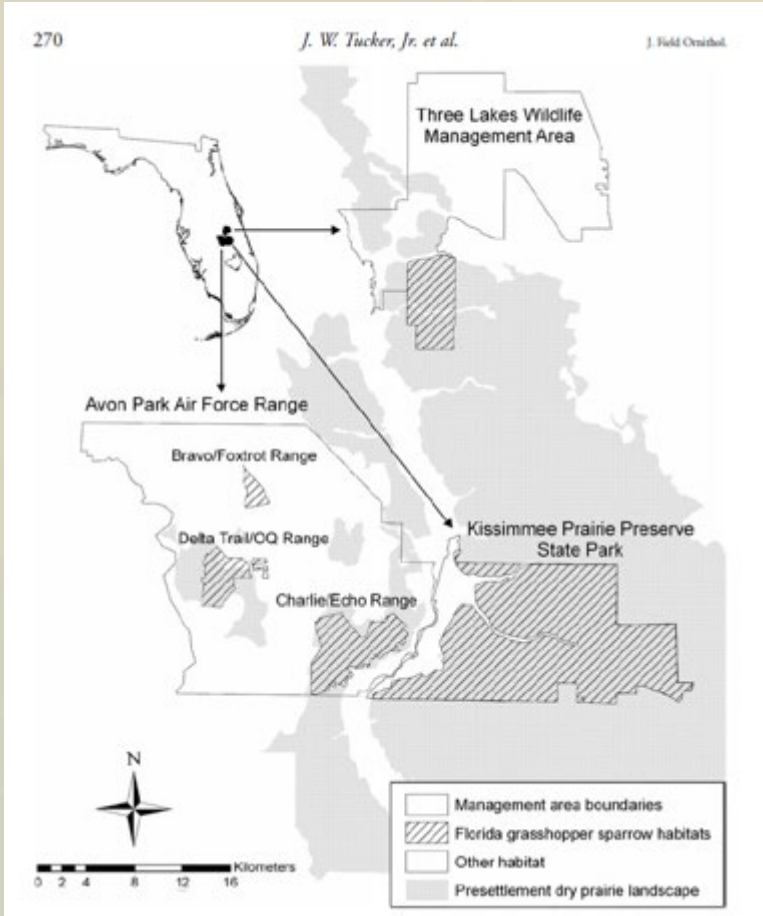 270
J. W. Tucker, Jr. et al.
J. Field Ornithol.
Three Lakes Wildlife
Management Area
Avon Park Air Force Range
Bravo/Foxtrot Range
Delta Trail/OQ Range
Charlie/Echo Range
Kissimmee Prairie Preserve
State Park
N
Kilometers
0 2 4 8 12 16
Management area boundaries
Florida grasshopper sparrow habitats
Other habitat
Presettlement dry prairie landscape